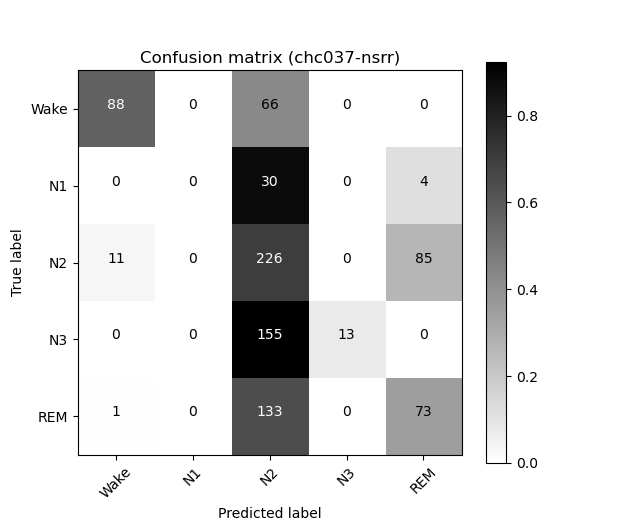 Confusion matrix (chc037-nsrr)
Wake 88 0 66 0 0
N1 0 0 30 0 4
N2 11 0 226 0 85
N3 0 0 155 13 0
REM 1 0 133 0 73
Wake N1 N2 N3 REM
True label
Predicted label
0.8
0.6
0.4
0.2
0.0